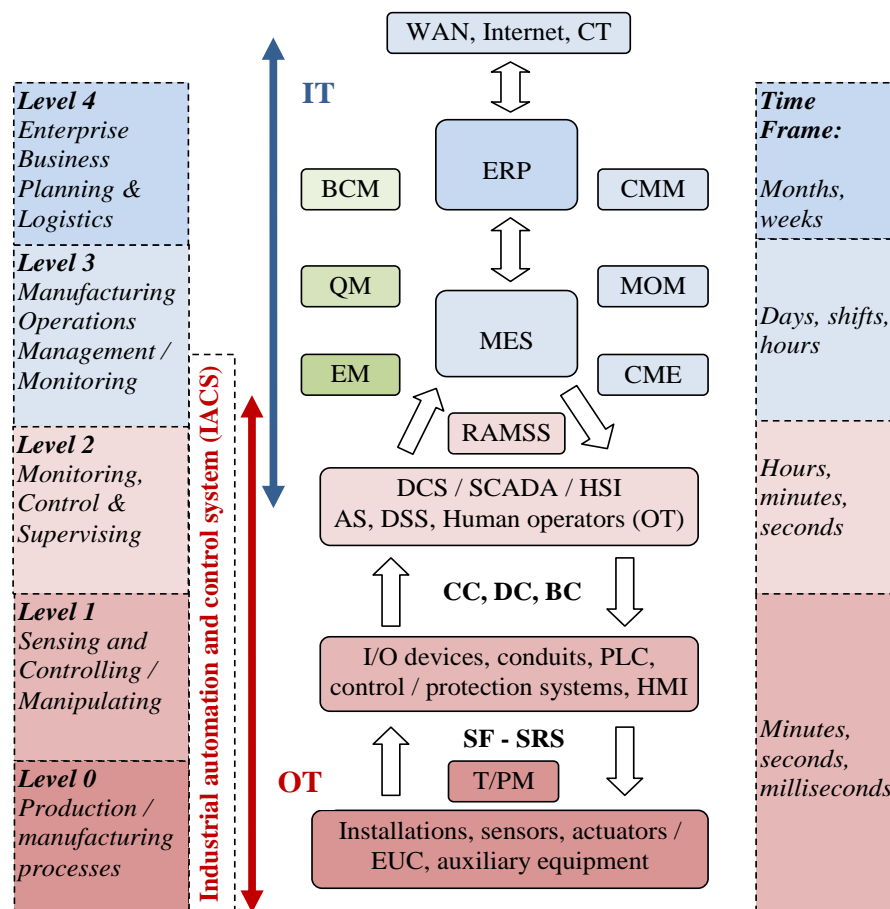 WAN, Internet, CT
IT
Level 4
Enterprise
Business
Planning &
Logistics
Level 3
Manufacturing
Operations
Management /
Monitoring
Level 2
Monitoring,
Control &
Supervising
Level 1
Sensing and
Controlling /
Manipulating
Level 0
Production /
manufacturing
processes
Industrial automation and control system (IACS)
ERP
BCM
CMM
QM
MOM
MES
EM
CME
RAMSS
DCS / SCADA / HSI
AS, DSS, Human operators (OT)
CC, DC, BC
I/O devices, conduits, PLC,
control / protection systems, HMI
SF - SRS
OT
T/PM
Installations, sensors, actuators /
EUC, auxiliary equipment
Time
Frame:
Months,
weeks
Days, shifts,
hours
Hours,
minutes,
seconds
Minutes,
seconds,
milliseconds